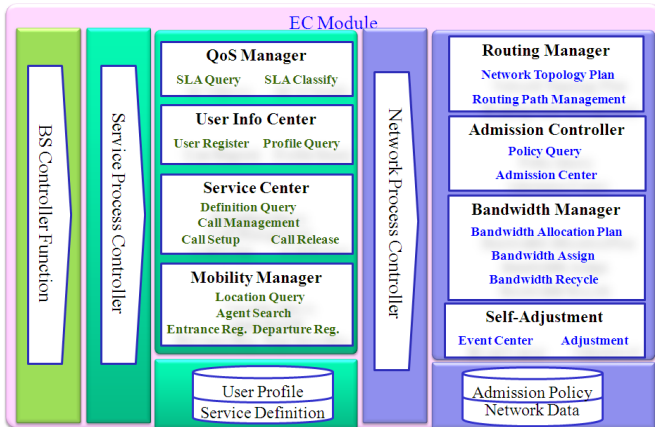 EC Module
BS Controller Function
Service Process Controller
QoS Manager
SLA Query SLA Classify
User Info Center
User Register Profile Query
Service Center
Definition Query
Call Management
Call Setup Call Release
Mobility Manager
Location Query
Agent Search
Entrance Reg. Departure Reg.
User Profile
Service Definition
Network Process Controller
Routing Manager
Network Topology Plan
Routing Path Management
Admission Controller
Policy Query
Admission Center
Bandwidth Manager
Bandwidth Allocation Plan
Bandwidth Assign
Bandwidth Recycle
Self-Adjustment
Event Center Adjustment
Admission Policy
Network Data